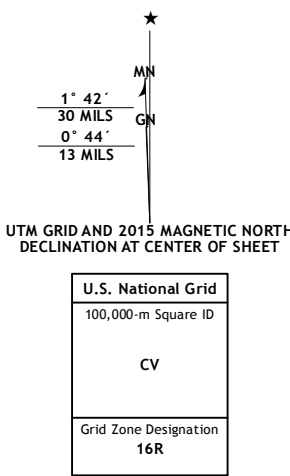 ★
MN
1° 42´
30 MILS
GN
0° 44´
13 MILS
UTM GRID AND 2015 MAGNETIC NORTH
DECLINATION AT CENTER OF SHEET
U.S. National Grid
100,000-m Square ID
CV
Grid Zone Designation
16R